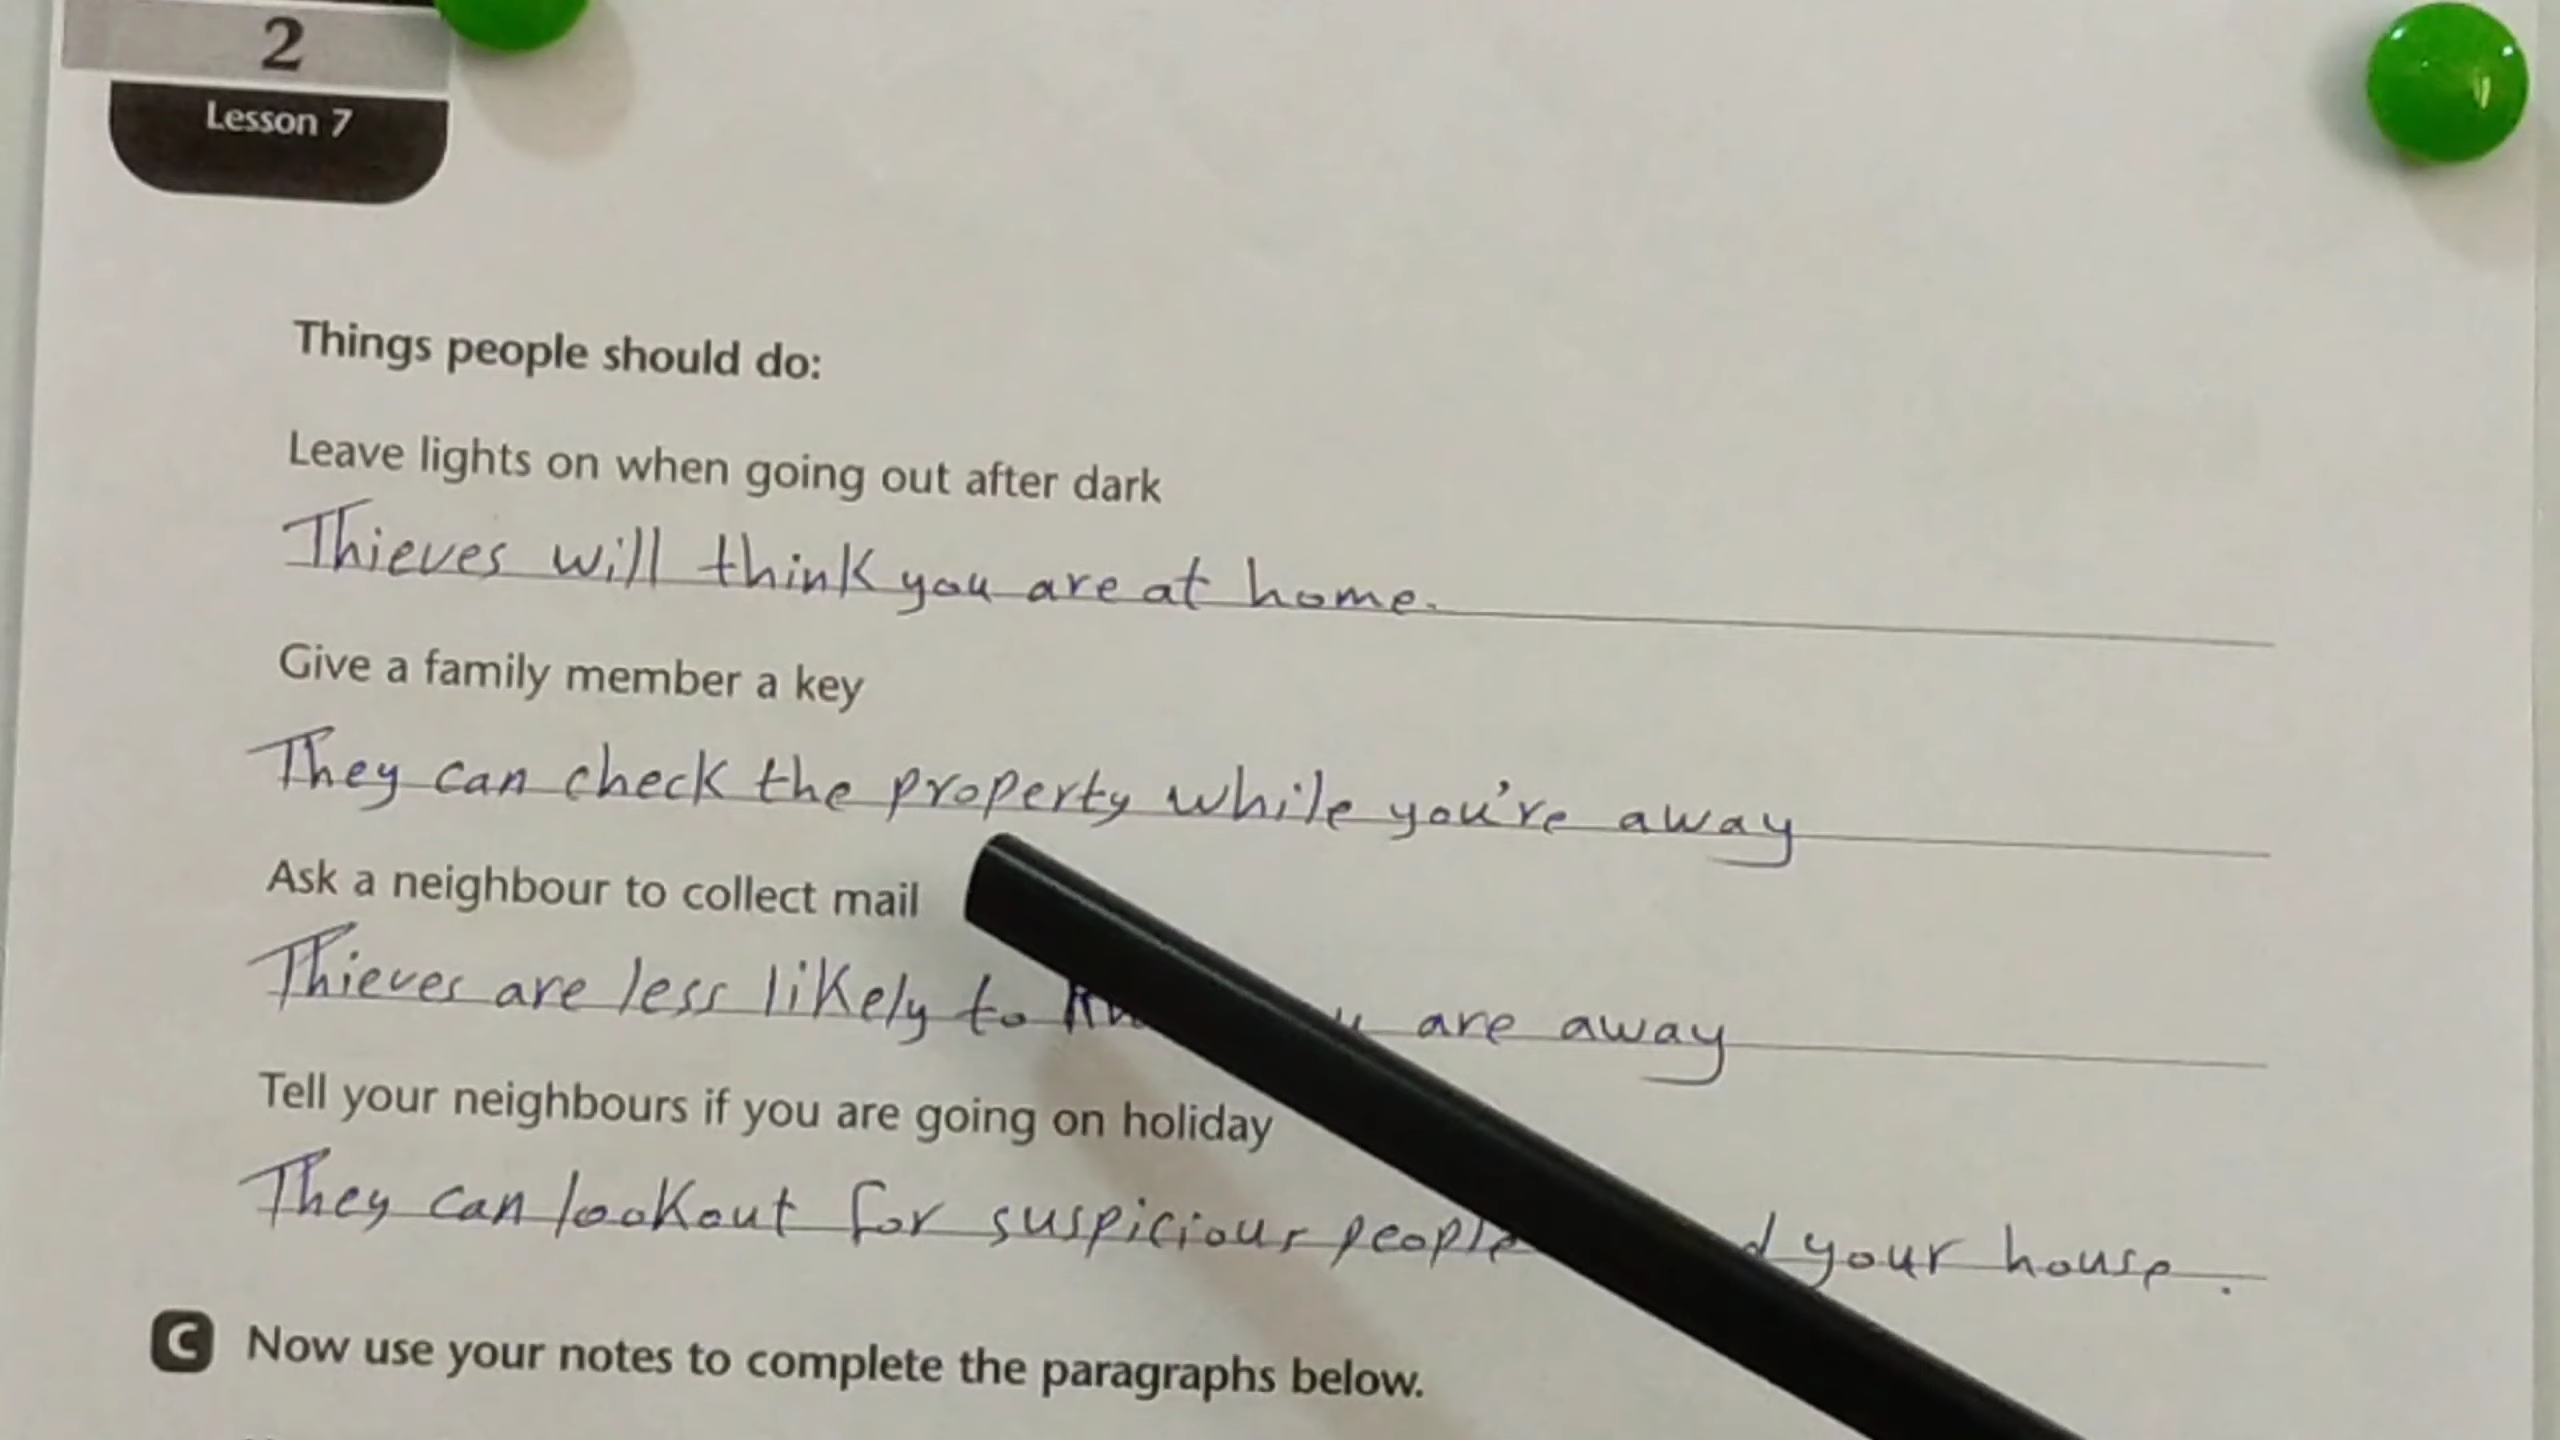 2
Lesson 7
Things people should do:
Leave lights on when going out after dark
Thieves will think you are at home.
Give a family member a key
They can check the property while you're away
Ask a neighbour to collect mail
Thieves are less likely to are away
Tell your neighbours if you are going on holiday
They can lookout for suspicious people your house.
C Now use your notes to complete the paragraphs below.